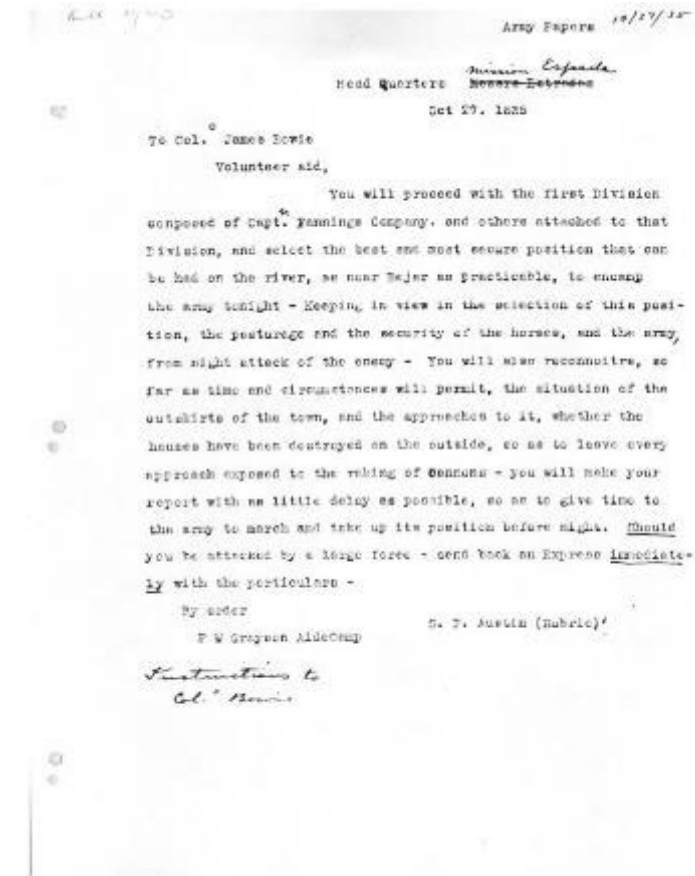 Army Papers 10/27/35
Mission Espada
Head Quarters
Oct 27. 1835
To Col.o James Bowie
Volunteer aid,
You will proceed with the first Division
composed of Capt.n Fannings Company. and others attached to that
Division, and select the best and most secure position that can
be had on the river, as near Bejar as practicable, to encamp
the army tonight - Keeping in view in the selection of this posi-
tion, the pasturage and the security of the horses, and the army,
from night attack of the enemy - You will also reconnoitre, so
far as time and circumstances will permit, the situation of the
outskirts of the town, and the approaches to it, whether the
houses have been destroyed on the outside, so as to leave every
approach exposed to the raking of Cannons - you will make your
report with as little delay as possible, so as to give time to
the army to march and take up its position before night. Should
you be attacked by a large force - send back an Express immediate-
ly with the particulars -
By order
S. F. Austin (Rubric)
P W Grayson AideCamp
Instructions to
Col.o Bowie